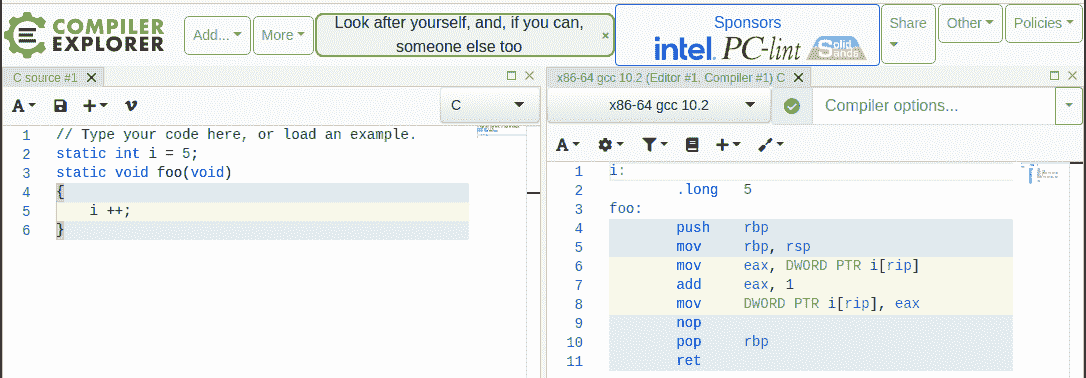 COMPILER
EXPLORER
Add...
More
Look after yourself, and, if you can,
someone else too
×
Sponsors
intel. PC-lint Solid Sands
Share
Other
Policies
C source #1
x86-64 gcc 10.2 (Editor #1, Compiler #1) C
A
C
x86-64 gcc 10.2
Compiler options...
A
1 // Type your code here, or load an example.
2 static int i = 5;
3 static void foo(void)
4 {
5 i ++;
6 }
1 i:
2 .long 5
3 foo:
4 push rbp
5 mov rbp, rsp
6 mov eax, DWORD PTR i[rip]
7 add eax, 1
8 mov DWORD PTR i[rip], eax
9 nop
10 pop rbp
11 ret